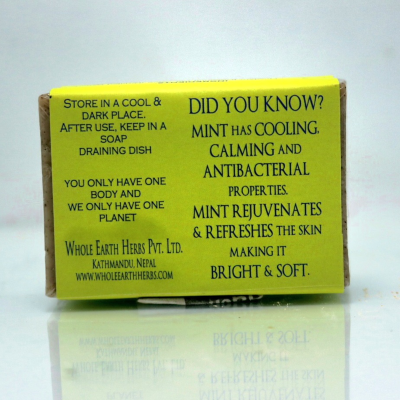 STORE IN A COOL &
DARK PLACE.
AFTER USE, KEEP IN A
SOAP
DRAINING DISH
YOU ONLY HAVE ONE
BODY AND
WE ONLY HAVE ONE
PLANET
WHOLE EARTH HERBS PVT. LTD.
KATHMANDU, NEPAL
WWW.WHOLEEARTHHERBS.COM
DID YOU KNOW?
MINT HAS COOLING,
CALMING AND
ANTIBACTERIAL
PROPERTIES.
MINT REJUVENATES
& REFRESHES THE SKIN
MAKING IT
BRIGHT & SOFT.